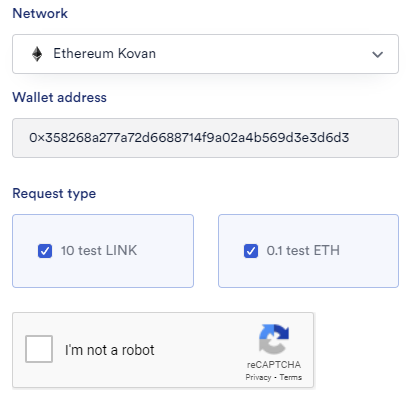 Network
Ethereum Kovan
Wallet address
0x358268a277a72d6688714f9a02a4b569d3e3d6d3
Request type
10 test LINK
0.1 test ETH
I'm not a robot
reCAPTCHA
Privacy - Terms